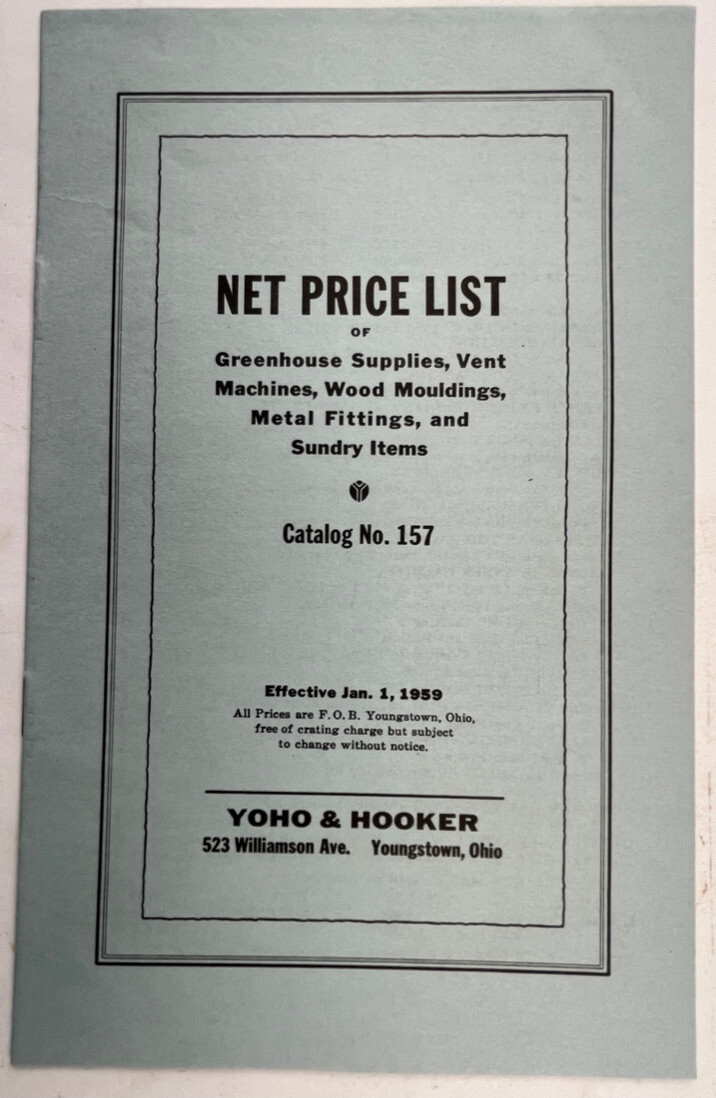 NET PRICE LIST
OF
Greenhouse Supplies, Vent
Machines, Wood Mouldings,
Metal Fittings, and
Sundry Items
Catalog No. 157
Effective Jan. 1, 1959
All Prices are F. O. B. Youngstown, Ohio,
free of crating charge but subject
to change without notice.
YOHO & HOOKER
523 Williamson Ave. Youngstown, Ohio